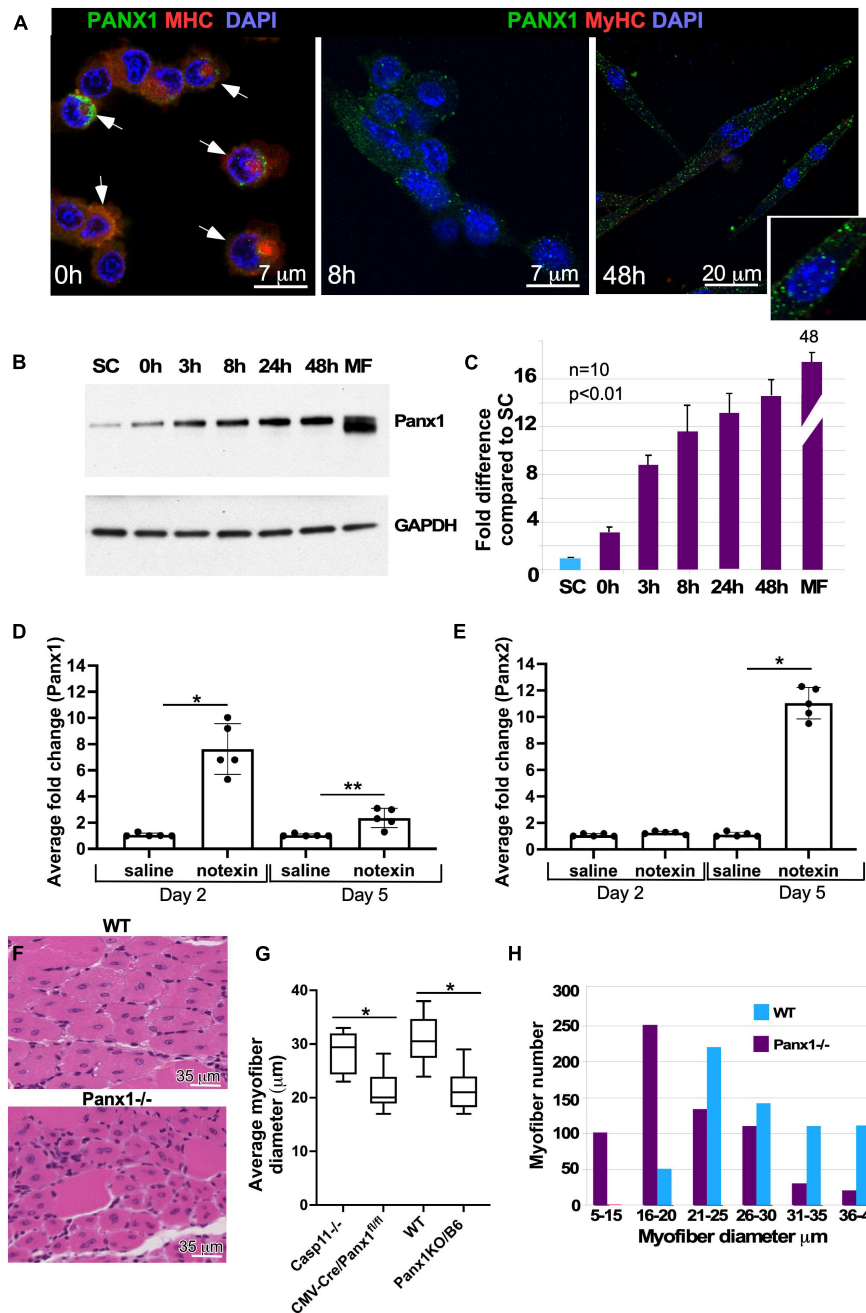 A
PANX1 MHC DAPI
PANX1 MyHC DAPI
0h
7 µm
8h
7 µm
48h
20 µm
B
SC 0h 3h 8h 24h 48h MF
Panx1
GAPDH
C
Fold difference
compared to SC
16
12
8
4
0
n=10
p<0.01
48
SC 0h 3h 8h 24h 48h MF
D
Average fold change (Panx1)
14
12
10
8
6
4
2
0
*
**
saline notexin saline notexin
Day 2 Day 5
E
Average fold change (Panx2)
14
12
10
8
6
4
2
0
*
saline notexin saline notexin
Day 2 Day 5
F
WT
35 µm
Panx1-/-
35 µm
G
Average myofiber
diameter (µm)
40
30
20
10
0
*
*
Casp11-/-
CMV-Cre/Panx1fl/fl
WT
Panx1KO/B6
H
Myofiber number
300
250
200
150
100
50
0
WT
Panx1-/-
5-15 16-20 21-25 26-30 31-35 36-4
Myofiber diameter µm